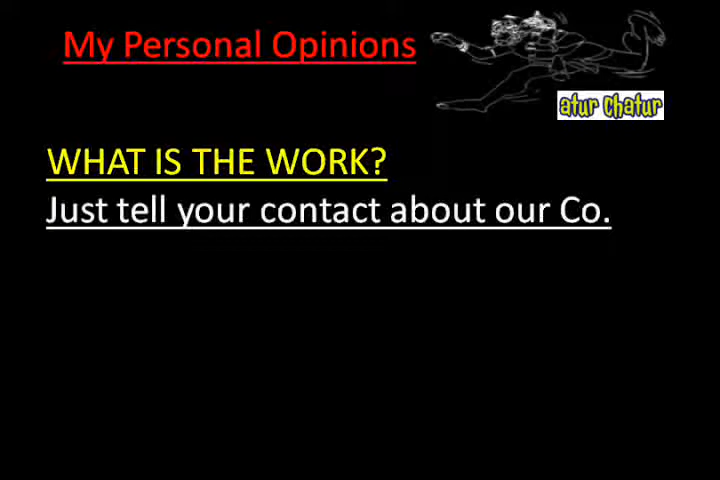 My Personal Opinions
atur chatur
WHAT IS THE WORK?
Just tell your contact about our Co.